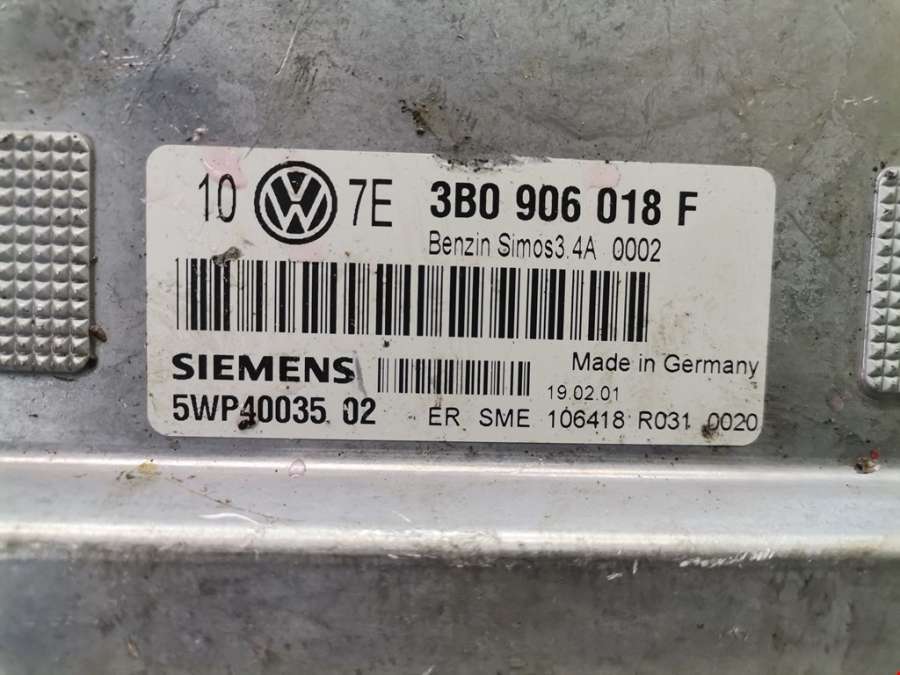 10 VW 7E 3B0 906 018 F
Benzin Simos3.4A 0002
SIEMENS Made in Germany
19.02.01
5WP40035 02 ER SME 106418 R031 0020